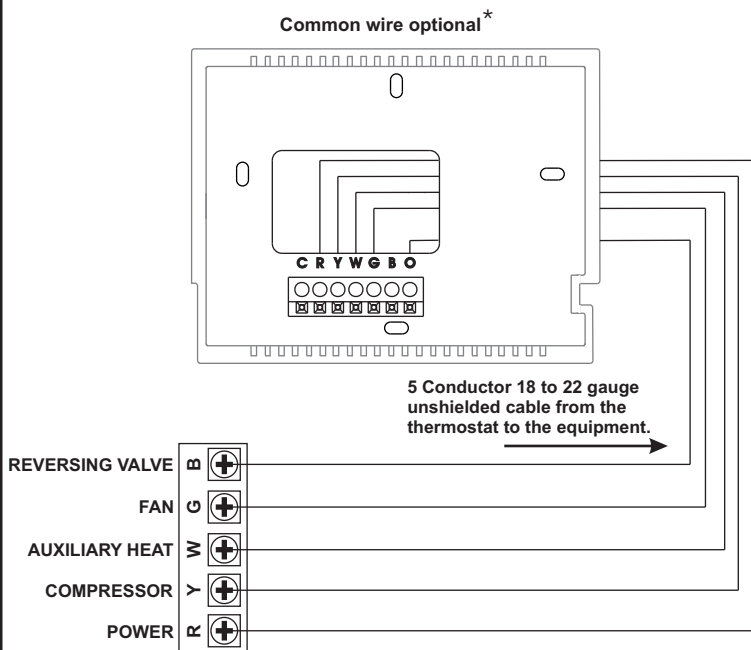 Common wire optional*
C R Y W G B O
5 Conductor 18 to 22 gauge
unshielded cable from the
thermostat to the equipment.
REVERSING VALVE B
FAN G
AUXILIARY HEAT W
COMPRESSOR Y
POWER R